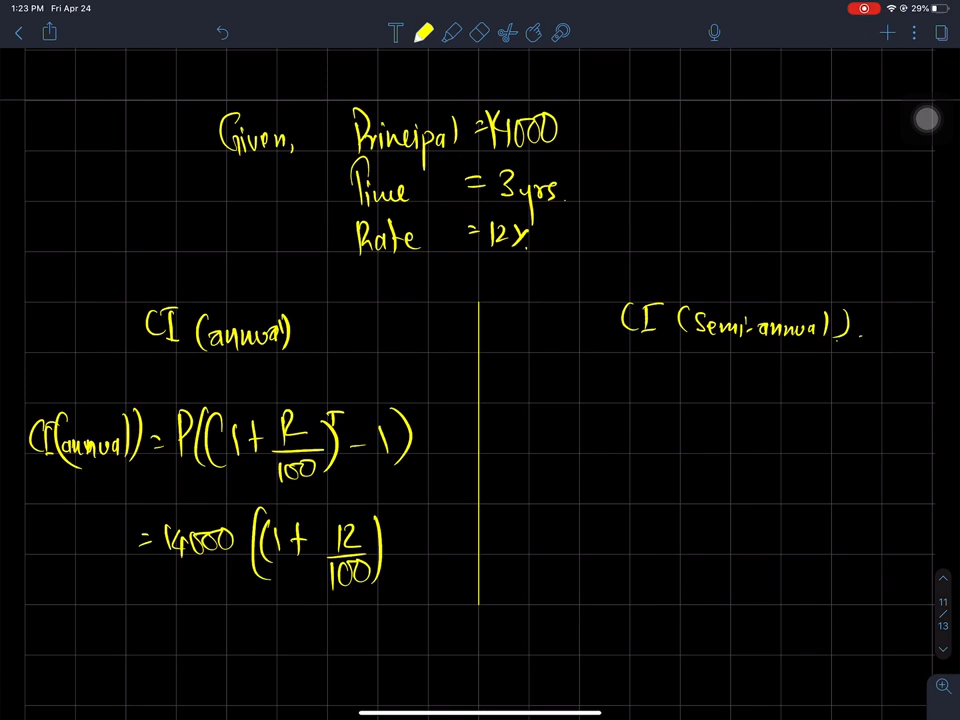 1:23 PM Fri Apr 24 29%
Given, Principal = 14000
Time = 3 yrs.
Rate = 12%
CI (annual) CI (Semi-annual).
CI(annual) = P((1 + R/100)^T - 1)
= 14000 ((1 + 12/100)
11
/
13